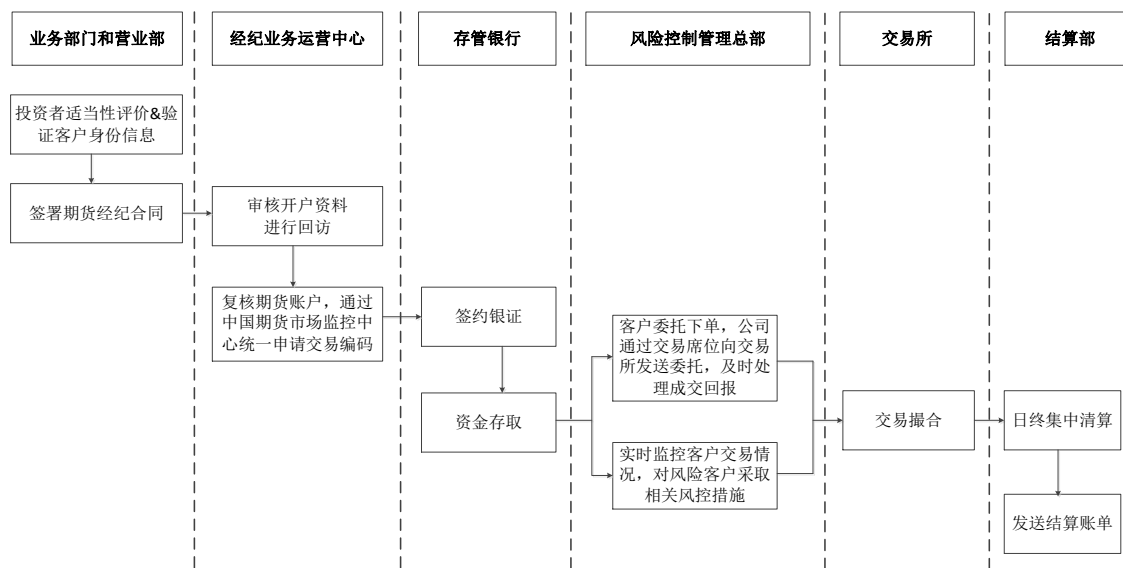 业务部门和营业部
经纪业务运营中心
存管银行
风险控制管理总部
交易所
结算部
投资者适当性评价&验
证客户身份信息
签署期货经纪合同
审核开户资料
进行回访
复核期货账户，通过
中国期货市场监控中
心统一申请交易编码
签约银证
资金存取
客户委托下单，公司
通过交易席位向交易
所发送委托，及时处
理成交回报
实时监控客户交易情
况，对风险客户采取
相关风控措施
交易撮合
日终集中清算
发送结算账单